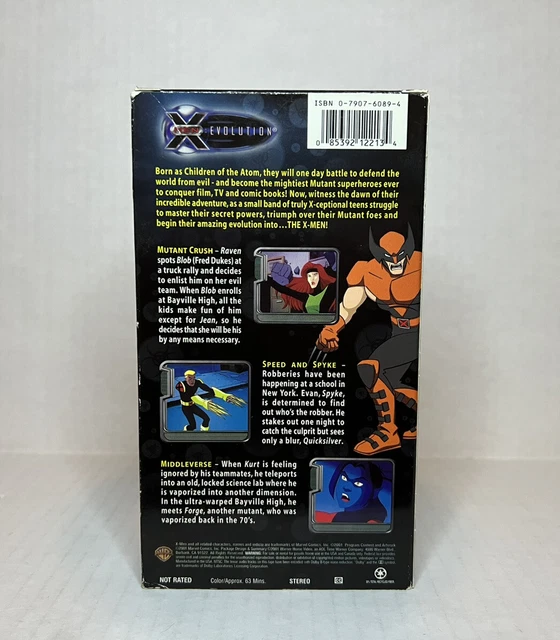 ISBN 0-7907-6089-4
0 85392 12213 4
X-MEN
EVOLUTION
Born as Children of the Atom, they will one day battle to defend the
world from evil - and become the mightiest Mutant superheroes ever
to conquer film, TV and comic books! Now, witness the dawn of their
incredible adventure, as a small band of truly X-ceptional teens struggle
to master their secret powers, triumph over their Mutant foes and
begin their amazing evolution into...THE X-MEN!
MUTANT CRUSH – Raven
spots Blob (Fred Dukes) at
a truck rally and decides
to enlist him on her evil
team. When Blob enrolls
at Bayville High, all the
kids make fun of him
except for Jean, so he
decides that she will be his
by any means necessary.
SPEED AND SPYKE –
Robberies have been
happening at a school in
New York. Evan, Spyke,
is determined to find
out who's the robber. He
stakes out one night to
catch the culprit but sees
only a blur, Quicksilver.
MIDDLEVERSE – When Kurt is feeling
ignored by his teammates, he teleports
into an old, locked science lab where he
is vaporized into another dimension. In
the ultra-warped Bayville High, he
meets Forge, another mutant, who was
vaporized back in the 70's.
NOT RATED
Color/Approx. 63 Mins.
STEREO